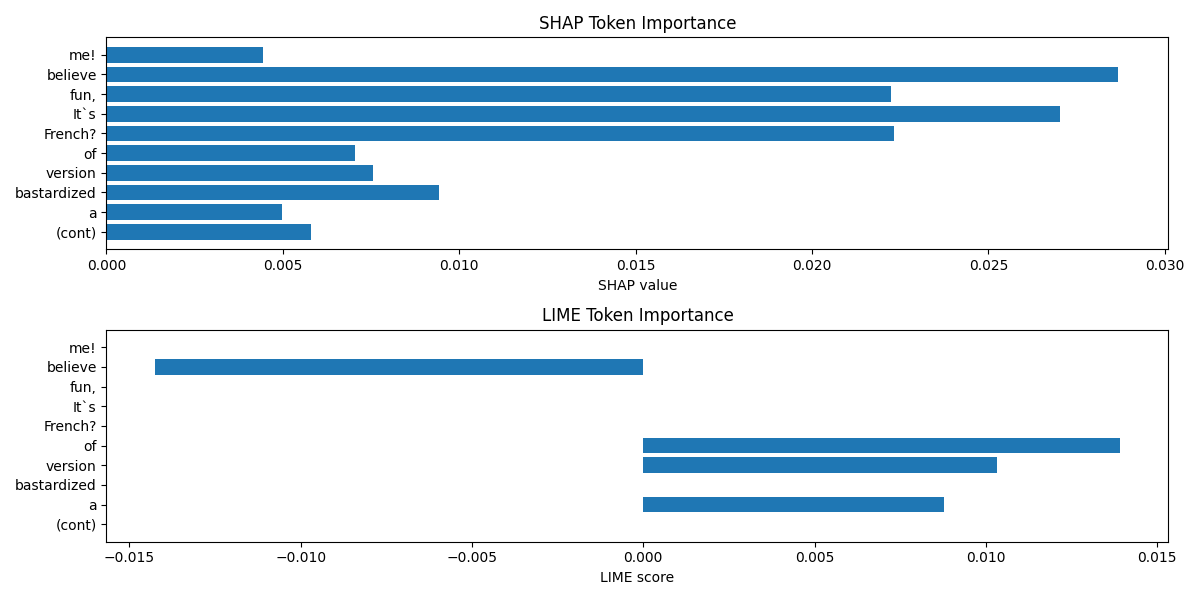 SHAP Token Importance
me!
believe
fun,
It`s
French?
of
version
bastardized
a
(cont)
0.000 0.005 0.010 0.015 0.020 0.025 0.030
SHAP value
LIME Token Importance
me!
believe
fun,
It`s
French?
of
version
bastardized
a
(cont)
−0.015 −0.010 −0.005 0.000 0.005 0.010 0.015
LIME score